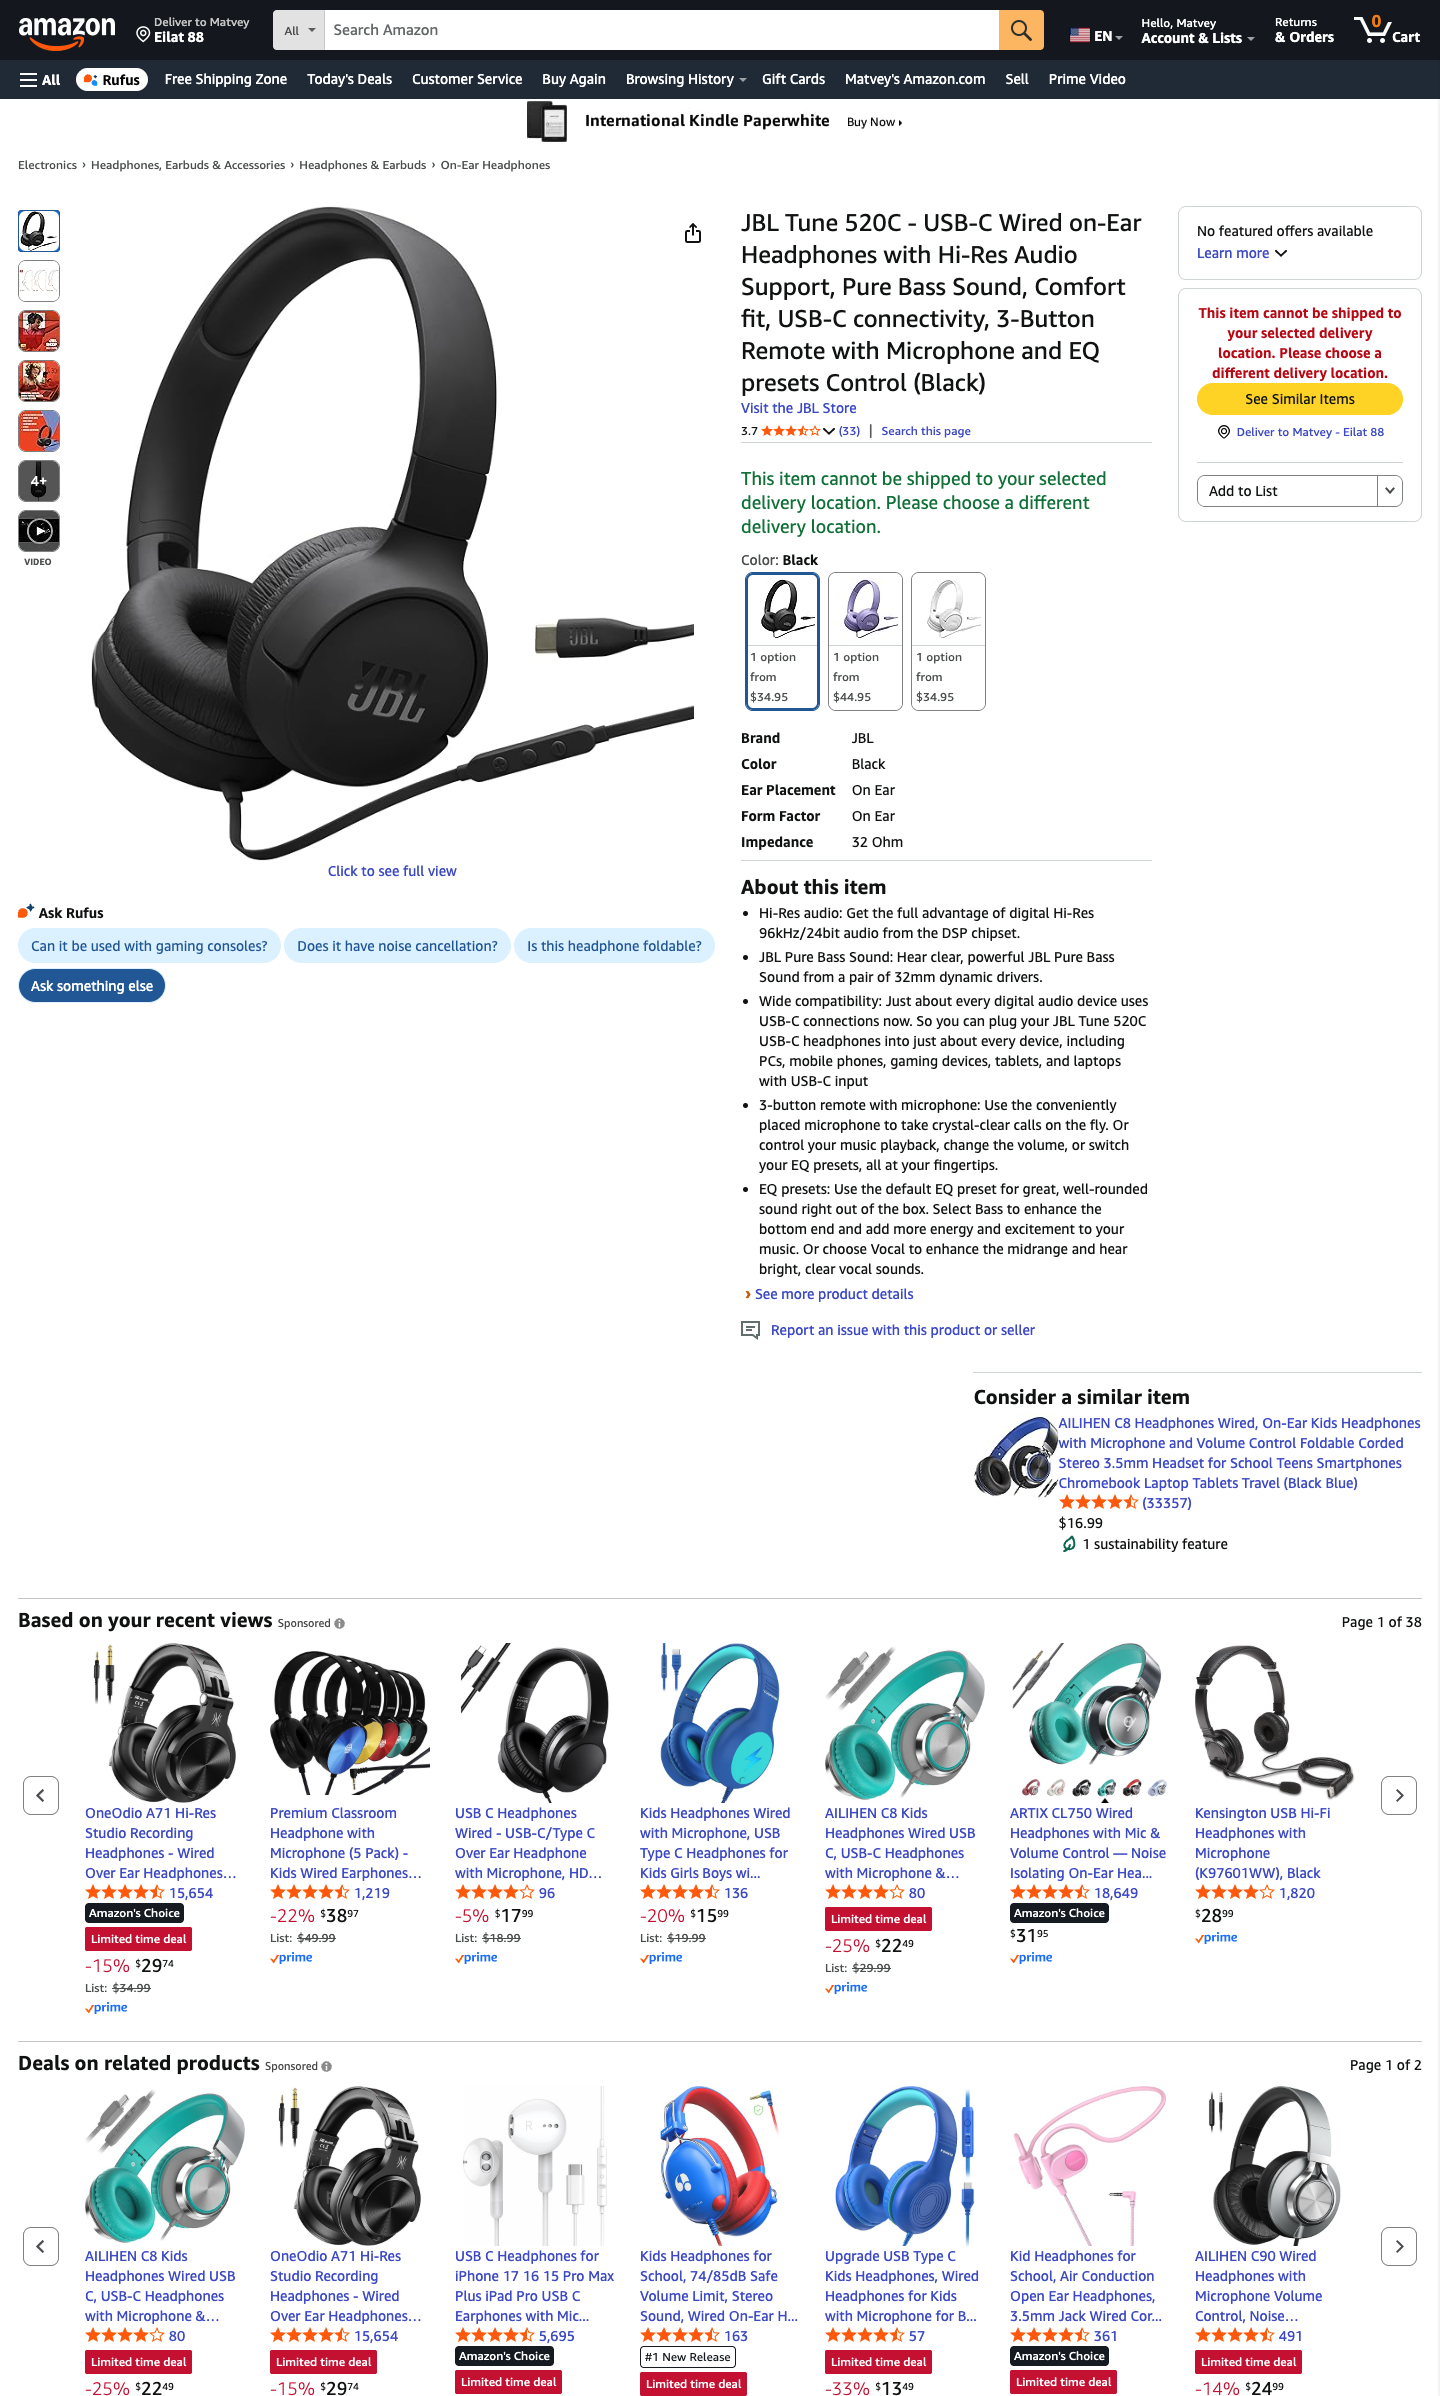 amazon
Deliver to Matvey
Eilat 88
All
Search Amazon
EN
Hello, Matvey
Account & Lists
Returns
& Orders
0
Cart
All
Rufus
Free Shipping Zone
Today's Deals
Customer Service
Buy Again
Browsing History
Gift Cards
Matvey's Amazon.com
Sell
Prime Video
International Kindle Paperwhite
Buy Now
Electronics › Headphones, Earbuds & Accessories › Headphones & Earbuds › On-Ear Headphones
4+
VIDEO
JBL
JBL
Click to see full view
Ask Rufus
Can it be used with gaming consoles?
Does it have noise cancellation?
Is this headphone foldable?
Ask something else
JBL Tune 520C - USB-C Wired on-Ear
Headphones with Hi-Res Audio
Support, Pure Bass Sound, Comfort
fit, USB-C connectivity, 3-Button
Remote with Microphone and EQ
presets Control (Black)
Visit the JBL Store
3.7 (33) | Search this page
This item cannot be shipped to your selected
delivery location. Please choose a different
delivery location.
Color: Black
1 option
from
$34.95
1 option
from
$44.95
1 option
from
$34.95
Brand JBL
Color Black
Ear Placement On Ear
Form Factor On Ear
Impedance 32 Ohm
About this item
• Hi-Res audio: Get the full advantage of digital Hi-Res
96kHz/24bit audio from the DSP chipset.
• JBL Pure Bass Sound: Hear clear, powerful JBL Pure Bass
Sound from a pair of 32mm dynamic drivers.
• Wide compatibility: Just about every digital audio device uses
USB-C connections now. So you can plug your JBL Tune 520C
USB-C headphones into just about every device, including
PCs, mobile phones, gaming devices, tablets, and laptops
with USB-C input
• 3-button remote with microphone: Use the conveniently
placed microphone to take crystal-clear calls on the fly. Or
control your music playback, change the volume, or switch
your EQ presets, all at your fingertips.
• EQ presets: Use the default EQ preset for great, well-rounded
sound right out of the box. Select Bass to enhance the
bottom end and add more energy and excitement to your
music. Or choose Vocal to enhance the midrange and hear
bright, clear vocal sounds.
› See more product details
Report an issue with this product or seller
No featured offers available
Learn more
This item cannot be shipped to
your selected delivery
location. Please choose a
different delivery location.
See Similar Items
Deliver to Matvey - Eilat 88
Add to List
Consider a similar item
AILIHEN C8 Headphones Wired, On-Ear Kids Headphones
with Microphone and Volume Control Foldable Corded
Stereo 3.5mm Headset for School Teens Smartphones
Chromebook Laptop Tablets Travel (Black Blue)
(33357)
$16.99
1 sustainability feature
Based on your recent views Sponsored
Page 1 of 38
OneOdio A71 Hi-Res
Studio Recording
Headphones - Wired
Over Ear Headphones...
15,654
Amazon's Choice
Limited time deal
-15% $29.74
List: $34.99
prime
Premium Classroom
Headphone with
Microphone (5 Pack) -
Kids Wired Earphones...
1,219
-22% $38.97
List: $49.99
prime
USB C Headphones
Wired - USB-C/Type C
Over Ear Headphone
with Microphone, HD...
96
-5% $17.99
List: $18.99
prime
Kids Headphones Wired
with Microphone, USB
Type C Headphones for
Kids Girls Boys wi...
136
-20% $15.99
List: $19.99
prime
AILIHEN C8 Kids
Headphones Wired USB
C, USB-C Headphones
with Microphone &...
80
Limited time deal
-25% $22.49
List: $29.99
prime
ARTIX CL750 Wired
Headphones with Mic &
Volume Control — Noise
Isolating On-Ear Hea...
18,649
Amazon's Choice
$31.95
prime
Kensington USB Hi-Fi
Headphones with
Microphone
(K97601WW), Black
1,820
$28.99
prime
Deals on related products Sponsored
Page 1 of 2
AILIHEN C8 Kids
Headphones Wired USB
C, USB-C Headphones
with Microphone &...
80
Limited time deal
-25% $22.49
OneOdio A71 Hi-Res
Studio Recording
Headphones - Wired
Over Ear Headphones...
15,654
Limited time deal
-15% $29.74
USB C Headphones for
iPhone 17 16 15 Pro Max
Plus iPad Pro USB C
Earphones with Mic...
5,695
Amazon's Choice
Limited time deal
Kids Headphones for
School, 74/85dB Safe
Volume Limit, Stereo
Sound, Wired On-Ear H...
163
#1 New Release
Limited time deal
Upgrade USB Type C
Kids Headphones, Wired
Headphones for Kids
with Microphone for B...
57
Limited time deal
-33% $13.49
Kid Headphones for
School, Air Conduction
Open Ear Headphones,
3.5mm Jack Wired Cor...
361
Amazon's Choice
Limited time deal
AILIHEN C90 Wired
Headphones with
Microphone Volume
Control, Noise...
491
Limited time deal
-14% $24.99